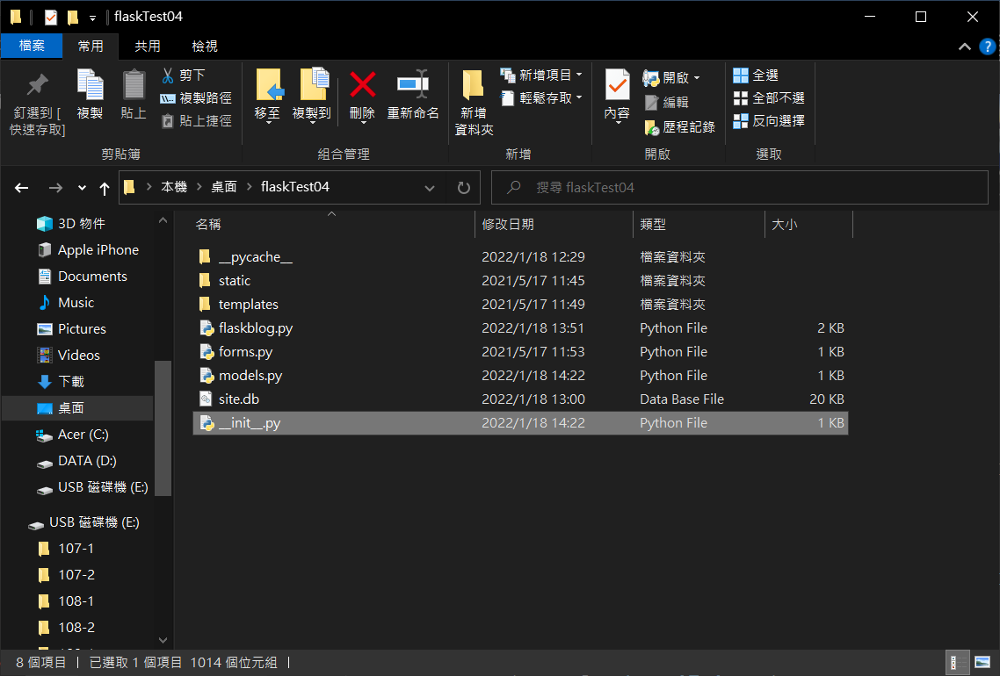 flaskTest04
檔案 常用 共用 檢視
釘選到 [
快速存取]
複製
貼上
剪下
複製路徑
貼上捷徑
剪貼簿
移至
複製到
刪除
重新命名
組合管理
新增
資料夾
新增項目
輕鬆存取
新增
內容
開啟
編輯
歷程記錄
開啟
全選
全部不選
反向選擇
選取
本機 桌面 flaskTest04
搜尋 flaskTest04
3D 物件
Apple iPhone
Documents
Music
Pictures
Videos
下載
桌面
Acer (C:)
DATA (D:)
USB 磁碟機 (E:)
USB 磁碟機 (E:)
107-1
107-2
108-1
108-2
名稱 修改日期 類型 大小
__pycache__ 2022/1/18 12:29 檔案資料夾
static 2021/5/17 11:45 檔案資料夾
templates 2021/5/17 11:49 檔案資料夾
flaskblog.py 2022/1/18 13:51 Python File 2 KB
forms.py 2021/5/17 11:53 Python File 1 KB
models.py 2022/1/18 14:22 Python File 1 KB
site.db 2022/1/18 13:00 Data Base File 20 KB
__init__.py 2022/1/18 14:22 Python File 1 KB
8 個項目 已選取 1 個項目 1014 個位元組